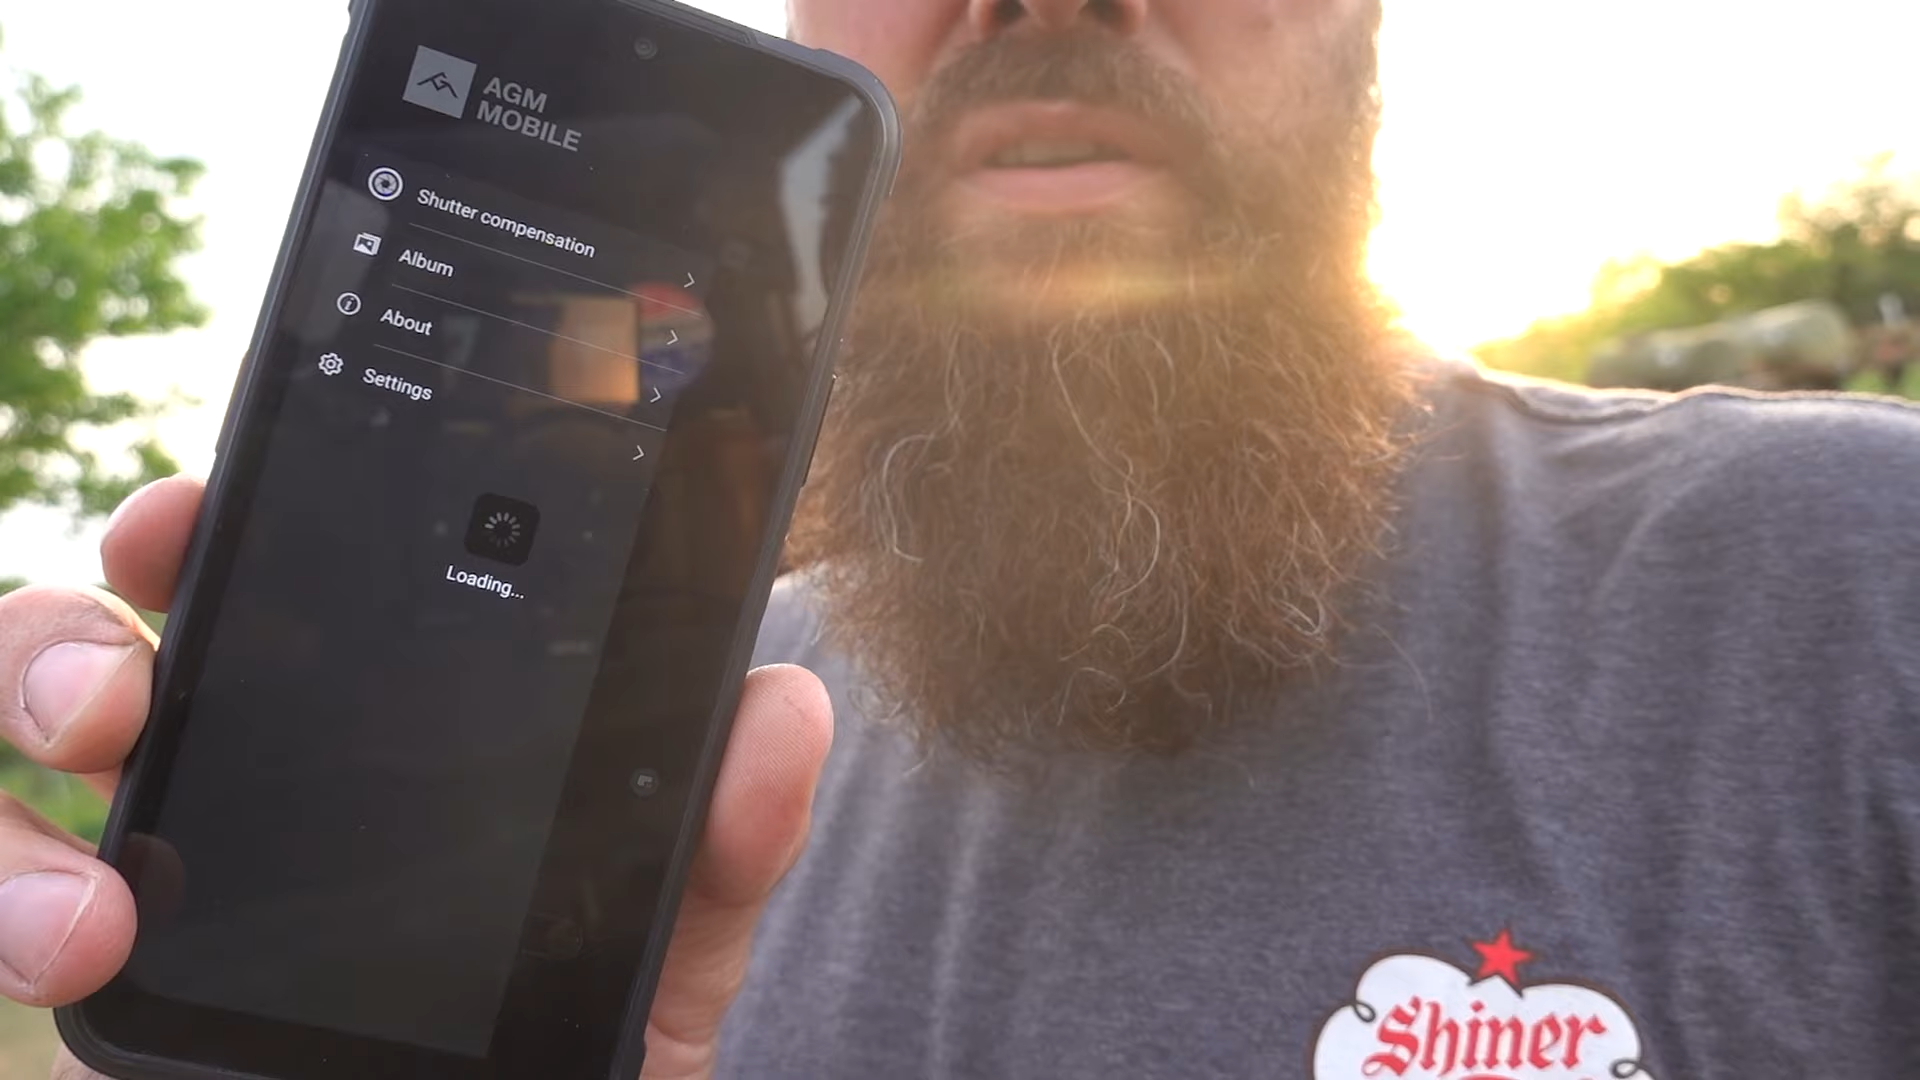 AGM
MOBILE
Shutter compensation
Album
About
Settings
Loading...
Shiner